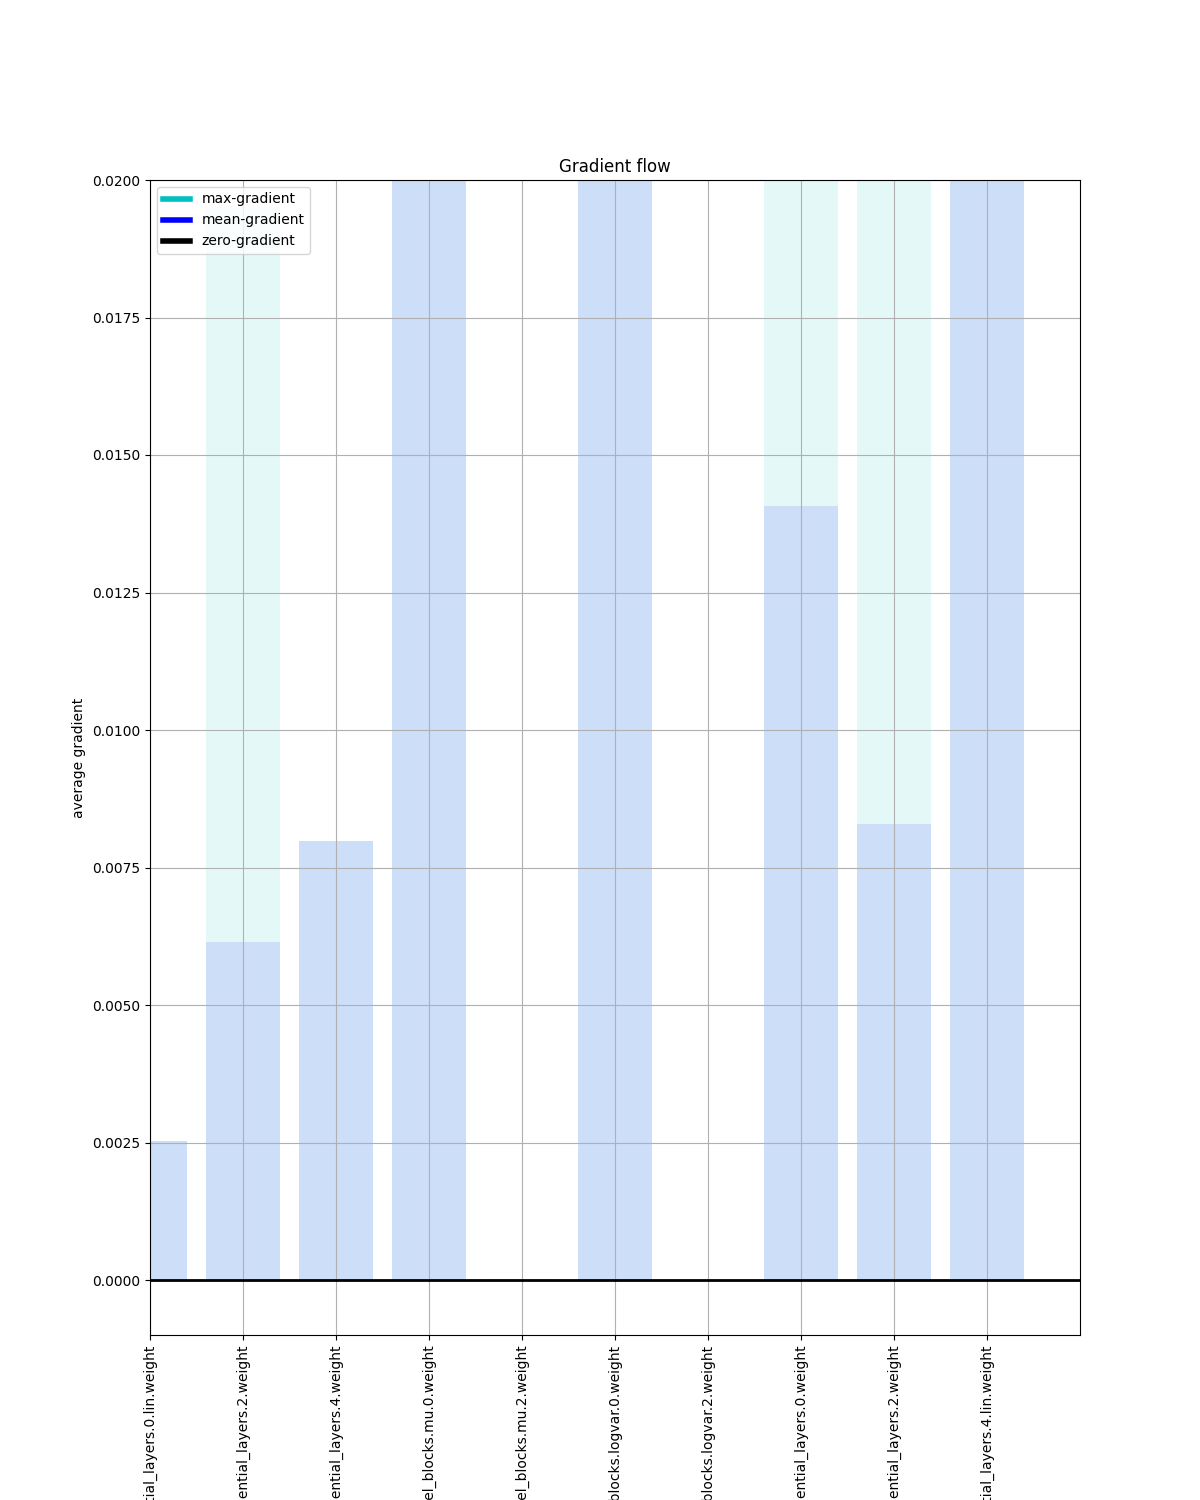 Gradient flow
max-gradient
mean-gradient
zero-gradient
0.0200
0.0175
0.0150
0.0125
0.0100
0.0075
0.0050
0.0025
0.0000
average gradient
tial_layers.0.lin.weight
ential_layers.2.weight
ential_layers.4.weight
el_blocks.mu.0.weight
el_blocks.mu.2.weight
blocks.logvar.0.weight
blocks.logvar.2.weight
ential_layers.0.weight
ential_layers.2.weight
tial_layers.4.lin.weight